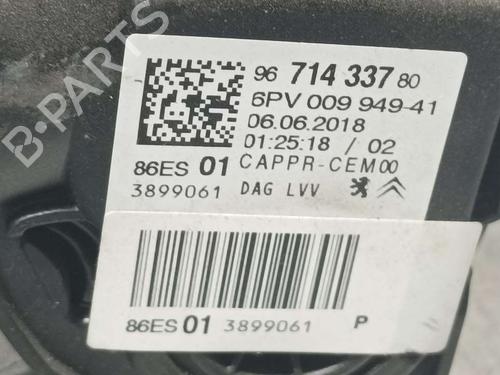 96 714 337 80
6PV 009 949-41
06.06.2018
01:25:18 / 02
86ES 01 CAPPR-CEM00
3899061 DAG LVV
86ES 01 3899061 P
B-PARTS